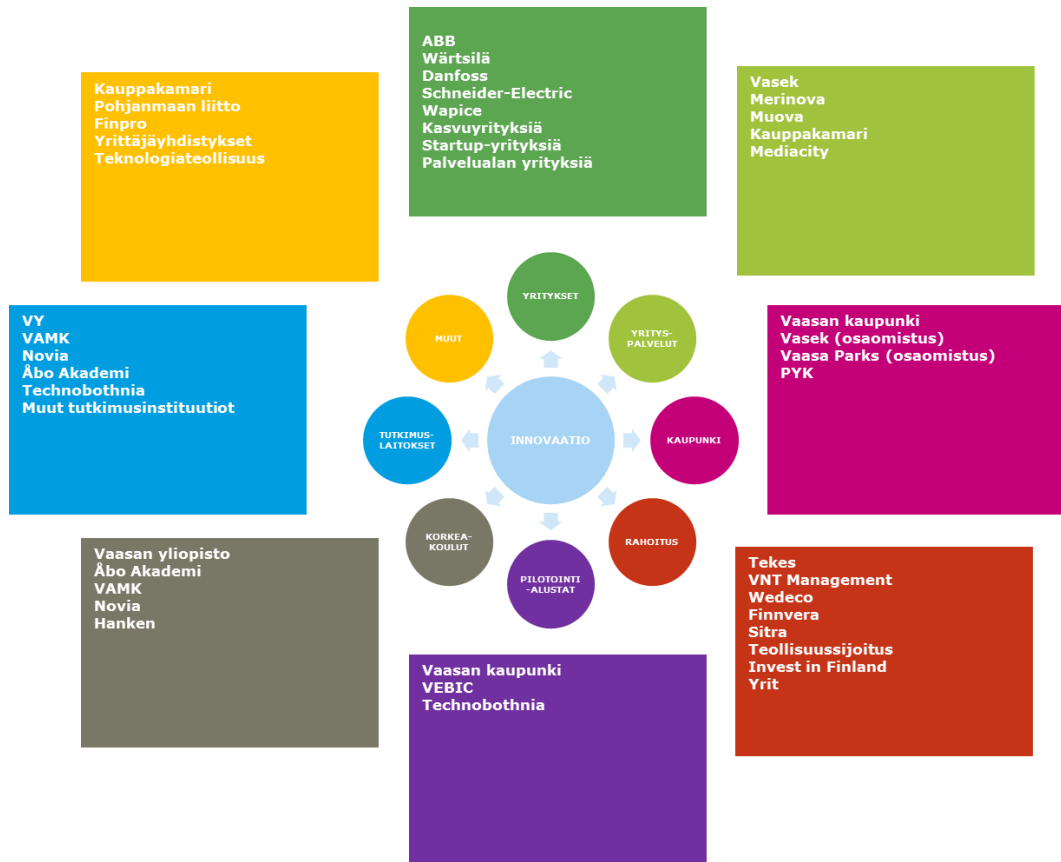 ABB
Wärtsilä
Danfoss
Schneider-Electric
Wapice
Kasvuyrityksiä
Startup-yrityksiä
Palvelualan yrityksiä
Kauppakamari
Pohjanmaan liitto
Finpro
Yrittäjäyhdistykset
Teknologiateollisuus
Vasek
Merinova
Muova
Kauppakamari
Mediacity
YRITYKSET
MUUT
YRITYS-
PALVELUT
VY
VAMK
Novia
Åbo Akademi
Technobothnia
Muut tutkimusinstituutiot
Vaasan kaupunki
Vasek (osaomistus)
Vaasa Parks (osaomistus)
PYK
TUTKIMUS-
LAITOKSET
INNOVAATIO
KAUPUNKI
KORKEA-
KOULUT
PILOTOINTI
-ALUSTAT
RAHOITUS
Vaasan yliopisto
Åbo Akademi
VAMK
Novia
Hanken
Tekes
VNT Management
Wedeco
Finnvera
Sitra
Teollisuussijoitus
Invest in Finland
Yrit
Vaasan kaupunki
VEBIC
Technobothnia